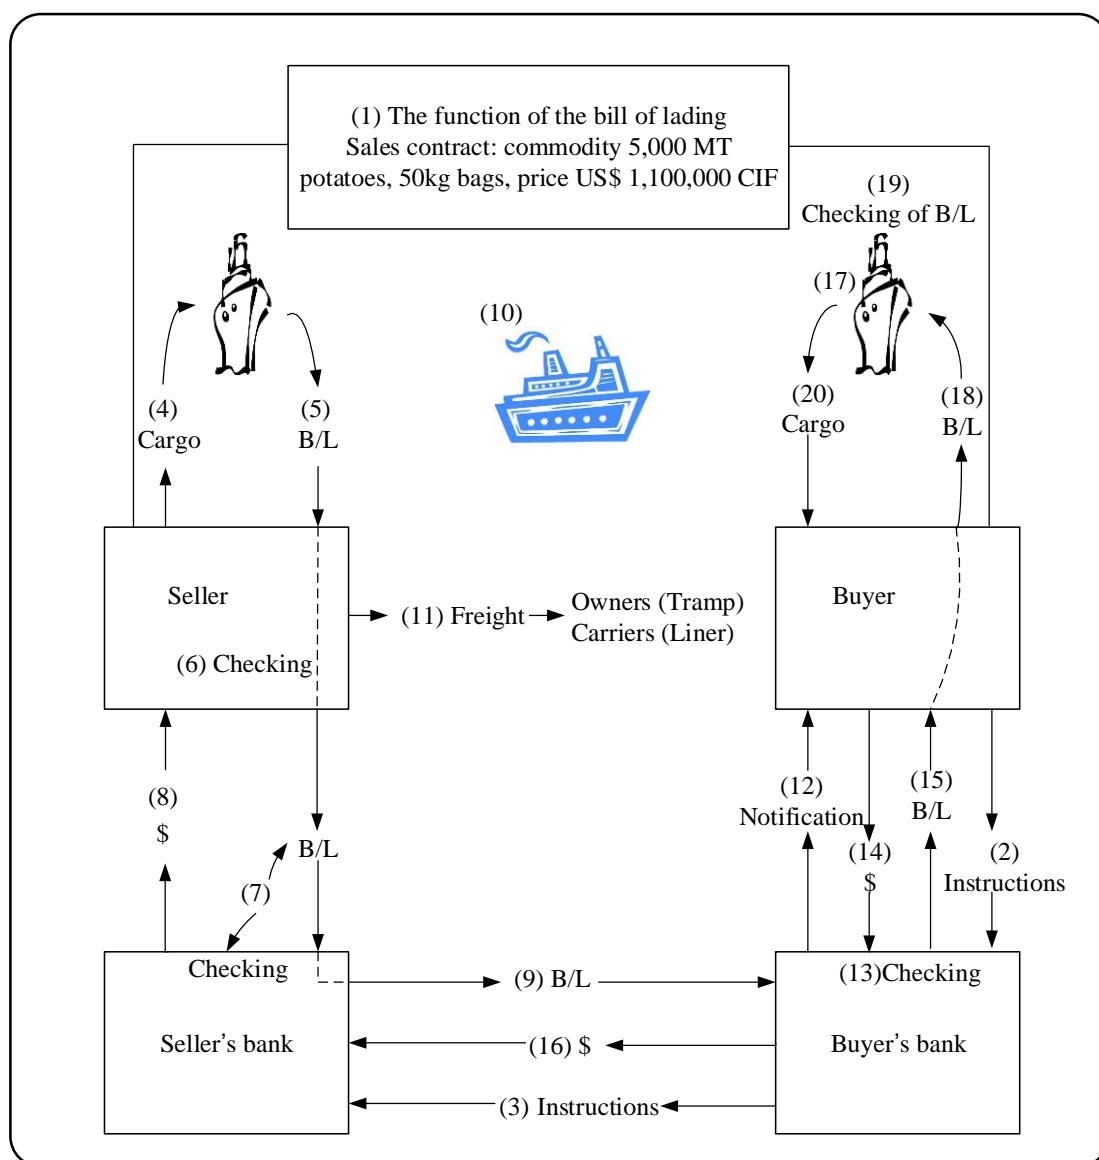 (1) The function of the bill of lading
Sales contract: commodity 5,000 MT
potatoes, 50kg bags, price US$ 1,100,000 CIF
(19)
Checking of B/L
(17)
(10)
(4)
Cargo
(5)
B/L
(20)
Cargo
(18)
B/L
Seller
(6) Checking
(11) Freight
Owners (Tramp)
Carriers (Liner)
Buyer
(8)
$
B/L
(7)
(12)
Notification
(14)
$
(15)
B/L
(2)
Instructions
Checking
Seller's bank
(9) B/L
(16) $
(3) Instructions
(13)Checking
Buyer's bank